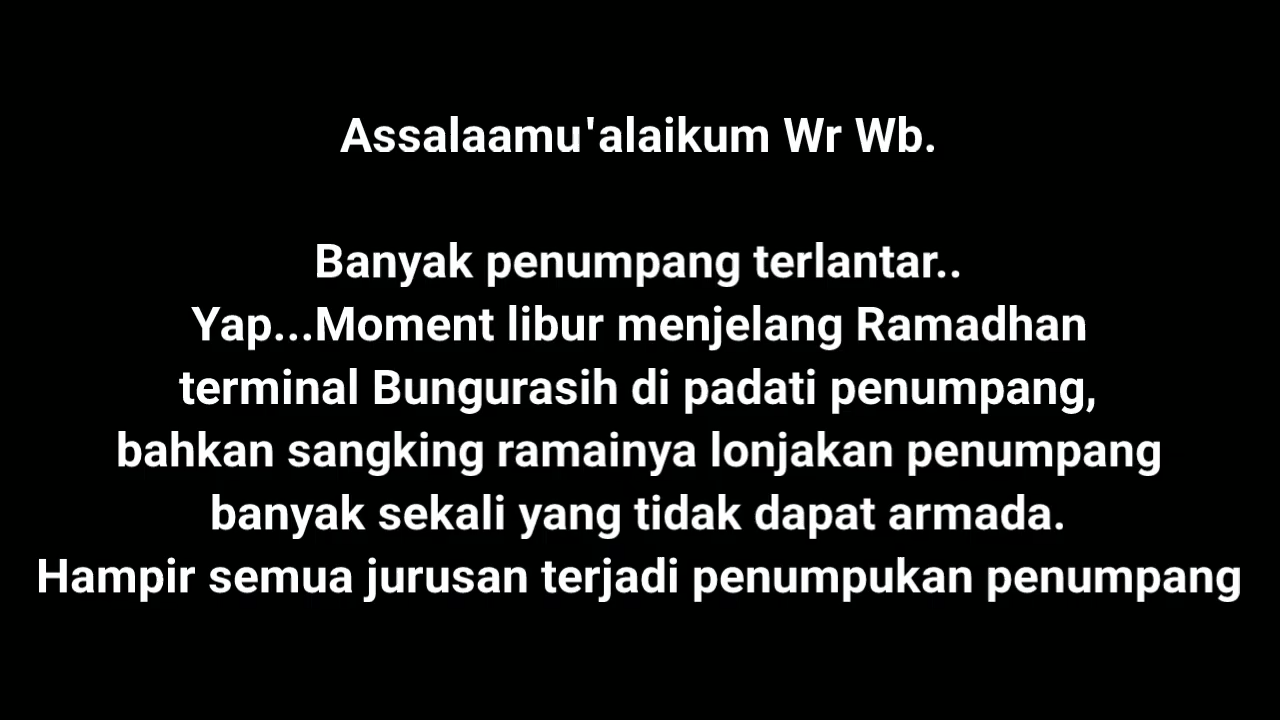 Assalaamu'alaikum Wr Wb.
Banyak penumpang terlantar..
Yap...Moment libur menjelang Ramadhan
terminal Bungurasih di padati penumpang,
bahkan sangking ramainya lonjakan penumpang
banyak sekali yang tidak dapat armada.
Hampir semua jurusan terjadi penumpukan penumpang